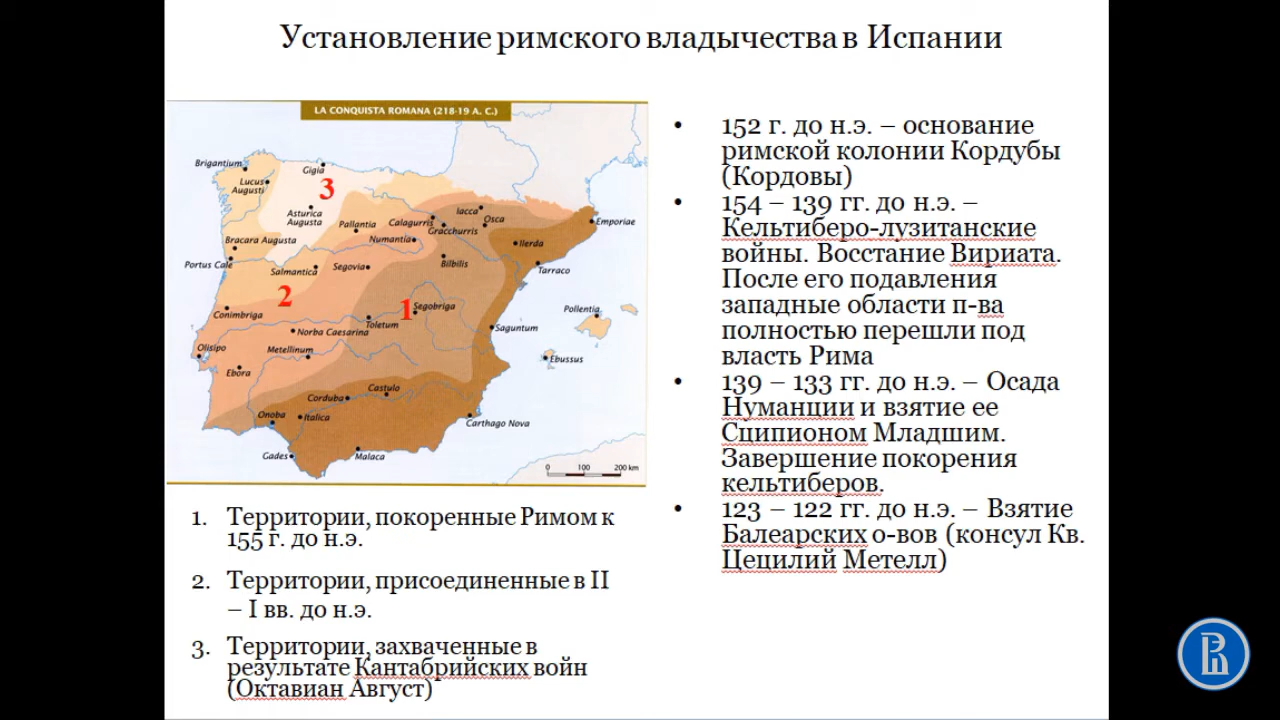 Установление римского владычества в Испании
LA CONQUISTA ROMANA (218-19 A. C.)
Brigantium
Lucus
Augusti
Gigia
3
Asturica
Augusta
Pallantia
Calagurris
Iacca
Osca
Gracchurris
Emporiae
Numantia
Ilerda
Bracara Augusta
Portus Cale
Salmantica
Segovia
Bilbilis
Tarraco
2
1
Segobriga
Pollentia
Conimbriga
Toletum
Norba Caesarina
Saguntum
Olisipo
Metellinum
Ebussus
Ebora
Castulo
Corduba
Onoba
Italica
Carthago Nova
Gades
Malaca
0 100 200 km
1. Территории, покоренные Римом к
155 г. до н.э.
2. Территории, присоединенные в II
– I вв. до н.э.
3. Территории, захваченные в
результате Кантабрийских войн
(Октавиан Август)
• 152 г. до н.э. – основание
римской колонии Кордубы
(Кордовы)
• 154 – 139 гг. до н.э. –
Кельтиберо-лузитанские
войны. Восстание Вириата.
После его подавления
западные области п-ва
полностью перешли под
власть Рима
• 139 – 133 гг. до н.э. – Осада
Нуманции и взятие ее
Сципионом Младшим.
Завершение покорения
кельтиберов.
• 123 – 122 гг. до н.э. – Взятие
Балеарских о-вов (консул Кв.
Цецилий Метелл)